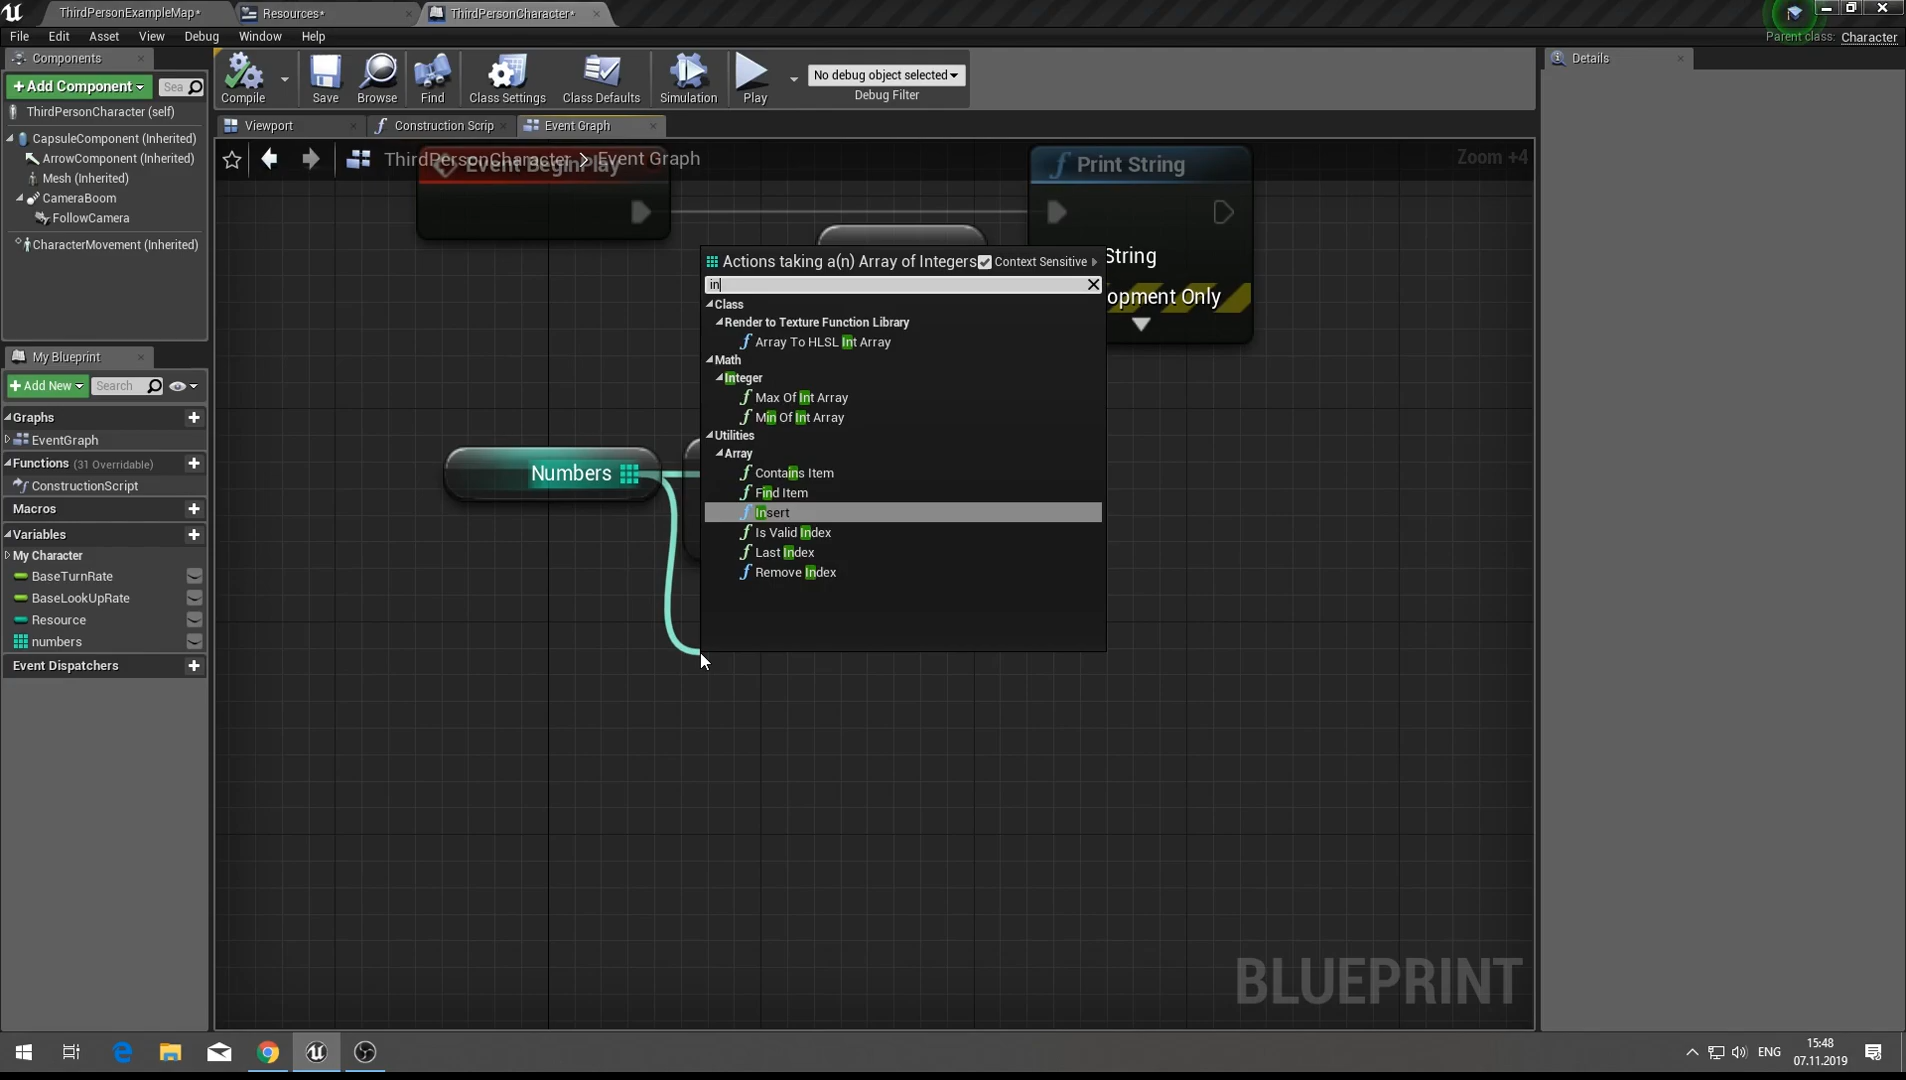 ThirdPersonExampleMap*
Resources*
ThirdPersonCharacter*
File Edit Asset View Debug Window Help
Parent class: Character
Components
+Add Component
Sea
ThirdPersonCharacter (self)
CapsuleComponent (Inherited)
ArrowComponent (Inherited)
Mesh (Inherited)
CameraBoom
FollowCamera
CharacterMovement (Inherited)
My Blueprint
+Add New
Search
Graphs
EventGraph
Functions (31 Overridable)
ConstructionScript
Macros
Variables
My Character
BaseTurnRate
BaseLookUpRate
Resource
numbers
Event Dispatchers
Compile
Save
Browse
Find
Class Settings
Class Defaults
Simulation
Play
No debug object selected
Debug Filter
Viewport
Construction Scrip
Event Graph
ThirdPersonCharacter > Event Graph
Zoom +4
Event BeginPlay
Print String
String
opment Only
Numbers
Actions taking a(n) Array of Integers
Context Sensitive
in
Class
Render to Texture Function Library
Array To HLSL Int Array
Math
Integer
Max Of Int Array
Min Of Int Array
Utilities
Array
Contains Item
Find Item
Insert
Is Valid Index
Last Index
Remove Index
BLUEPRINT
Details
ENG
15:48
07.11.2019